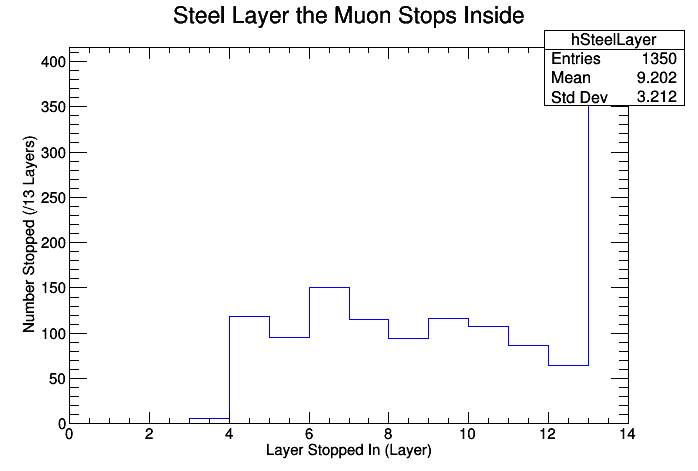 Steel Layer the Muon Stops Inside
hSteelLayer
Entries 1350
Mean 9.202
Std Dev 3.212
Number Stopped (/13 Layers)
400
350
300
250
200
150
100
50
0
0 2 4 6 8 10 12 14
Layer Stopped In (Layer)